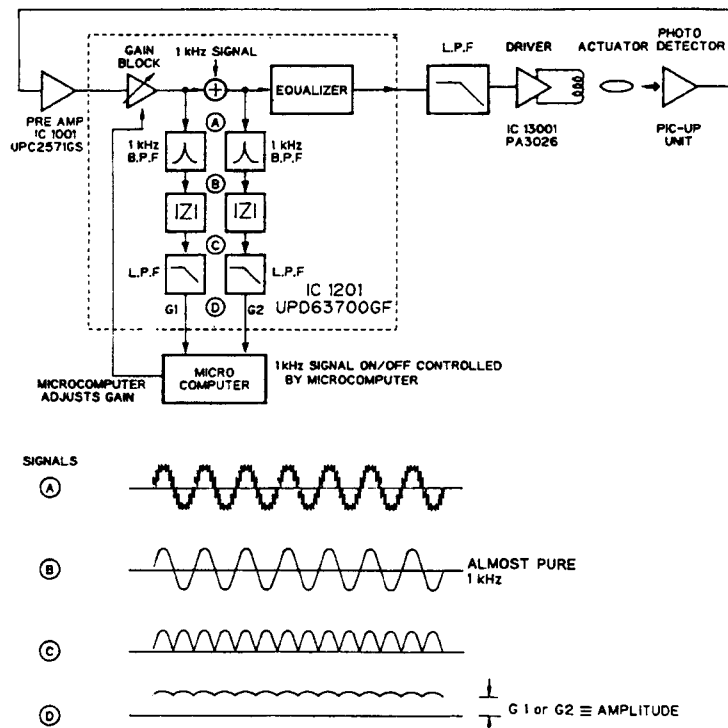 GAIN
BLOCK
1 kHz SIGNAL
L.P.F
DRIVER
ACTUATOR
PHOTO
DETECTOR
EQUALIZER
PRE AMP
IC 1001
UPC2571GS
IC 13001
PA3026
PIC-UP
UNIT
A
1 kHz
B.P.F
1 kHz
B.P.F
B
|Z|
|Z|
C
L.P.F
L.P.F
IC 1201
UPD63700GF
D
G1
G2
MICRO
COMPUTER
1kHz SIGNAL ON/OFF CONTROLLED
BY MICROCOMPUTER
MICROCOMPUTER
ADJUSTS GAIN
SIGNALS
A
B
ALMOST PURE
1 kHz
C
D
G 1 or G2 ≡ AMPLITUDE